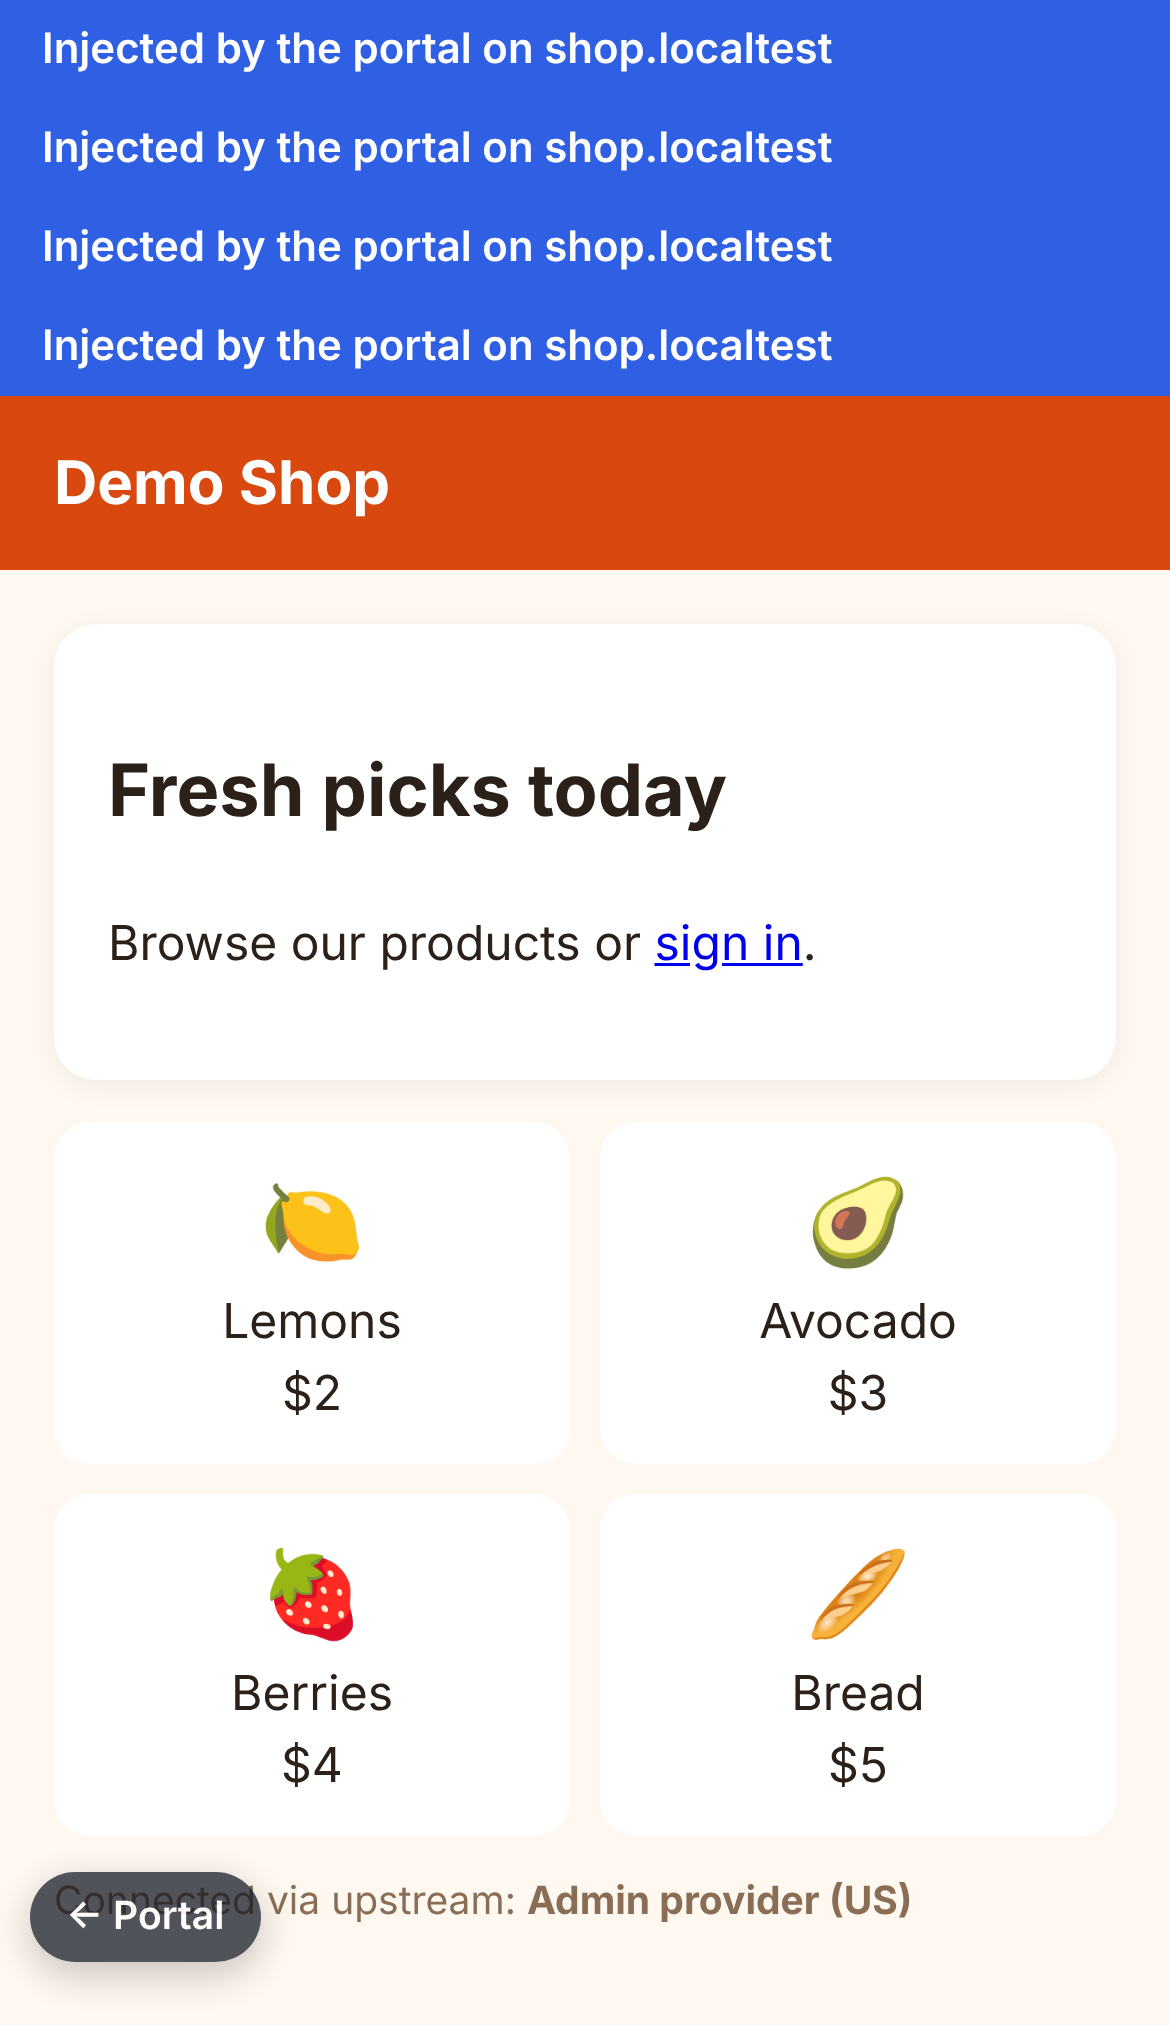 Injected by the portal on shop.localtest
Injected by the portal on shop.localtest
Injected by the portal on shop.localtest
Injected by the portal on shop.localtest
Demo Shop
Fresh picks today
Browse our products or sign in.
Lemons
$2
Avocado
$3
Berries
$4
Bread
$5
Connected via upstream: Admin provider (US)
← Portal